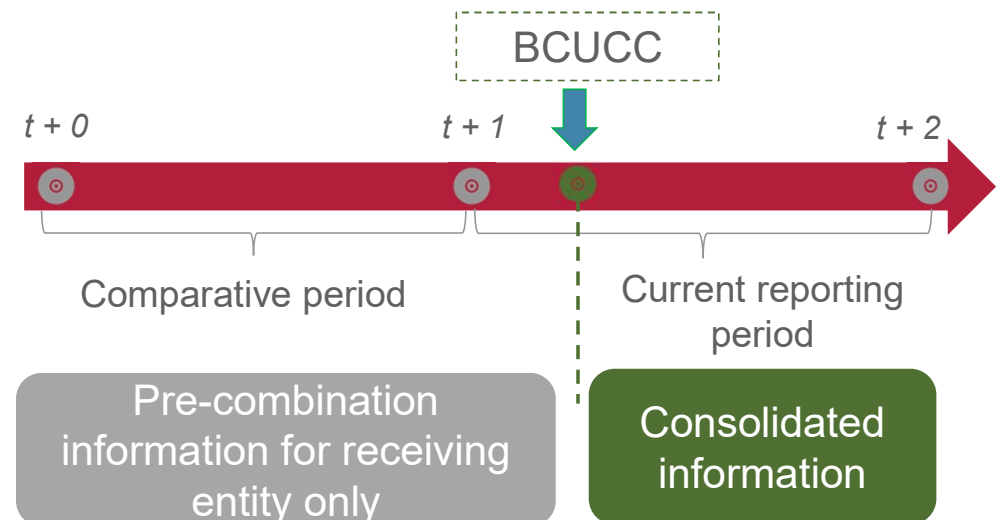 BCUCC
t + 0
t + 1
t + 2
Comparative period
Current reporting
period
Pre-combination
information for receiving
entity only
Consolidated
information